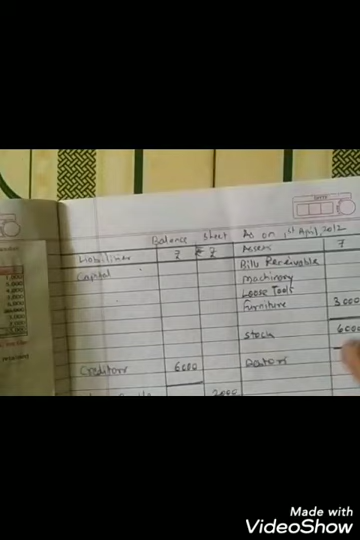 Balance Sheet As on 1st April, 2012
Liabilities ₹ ₹ Assets ₹
Capital Bills Receivable
Machinery
Loose Tools
Furniture 3000
Stock 6000
Creditors 6000 Debtors
2000
Made with
VideoShow